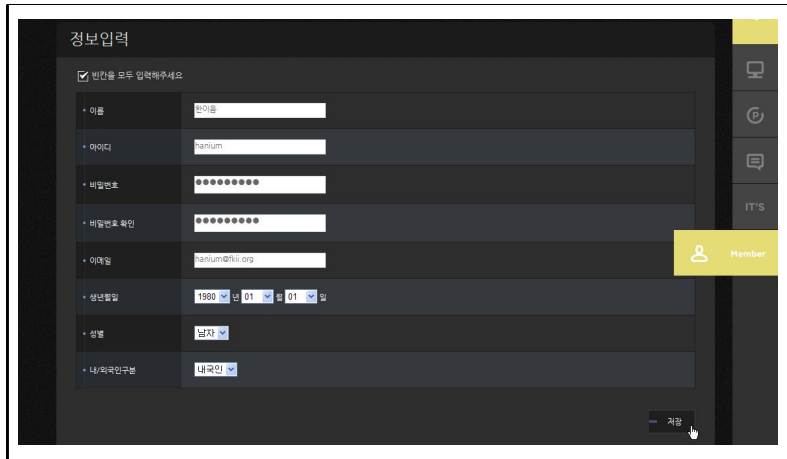 정보입력
빈칸을 모두 입력해주세요
이름 한이음
아이디 hanium
비밀번호 ●●●●●●●●●
비밀번호 확인 ●●●●●●●●●
이메일 hanium@fkii.org
생년월일 1980 년 01 월 01 일
성별 남자
내/외국인구분 내국인
저장
P
IT'S
Member